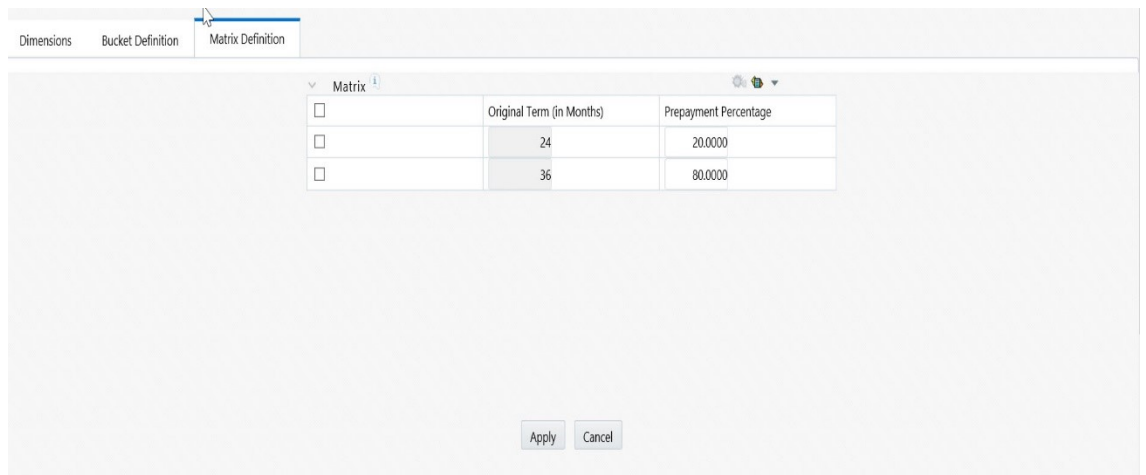 Dimensions Bucket Definition Matrix Definition
Matrix
Original Term (in Months) Prepayment Percentage
24 20.0000
36 80.0000
Apply Cancel